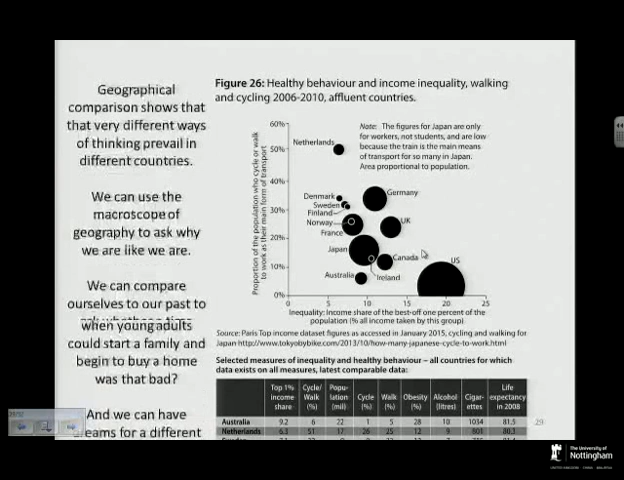 Geographical
comparison shows that
that very different ways
of thinking prevail in
different countries.
We can use the
macroscope of
geography to ask why
we are like we are.
We can compare
ourselves to our past to
when young adults
could start a family and
begin to buy a home
was that bad?
And we can have
dreams for a different
Figure 26: Healthy behaviour and income inequality, walking
and cycling 2006-2010, affluent countries.
Proportion of the population who cycle or walk
to work as their main form of transport
60%
50%
40%
30%
20%
10%
0%
Note: The figures for Japan are only
for workers, not students, and are low
because the train is the main means
of transport for so many in Japan.
Area proportional to population.
Netherlands
Denmark
Sweden
Finland
Norway
France
Germany
UK
Japan
Canada
US
Australia
Ireland
0 5 10 15 20 25
Inequality: Income share of the best-off one percent of the
population (% all income taken by this group)
Source: Paris Top income dataset figures as accessed in January 2015, cycling and walking for
Japan http://www.tokyobybike.com/2013/10/how-many-japanese-cycle-to-work.html
Selected measures of inequality and healthy behaviour – all countries for which
data exists on all measures, latest comparable data:
Top 1% income share Cycle/ Walk (%) Popu- lation (mil) Cycle (%) Walk (%) Obesity (%) Alcohol (litres) Cigar- ettes Life expectancy in 2008
Australia 9.2 6 22 1 5 28 10 1034 81.5
Netherlands 6.3 51 17 26 25 12 9 801 80.3
29
The University of
Nottingham